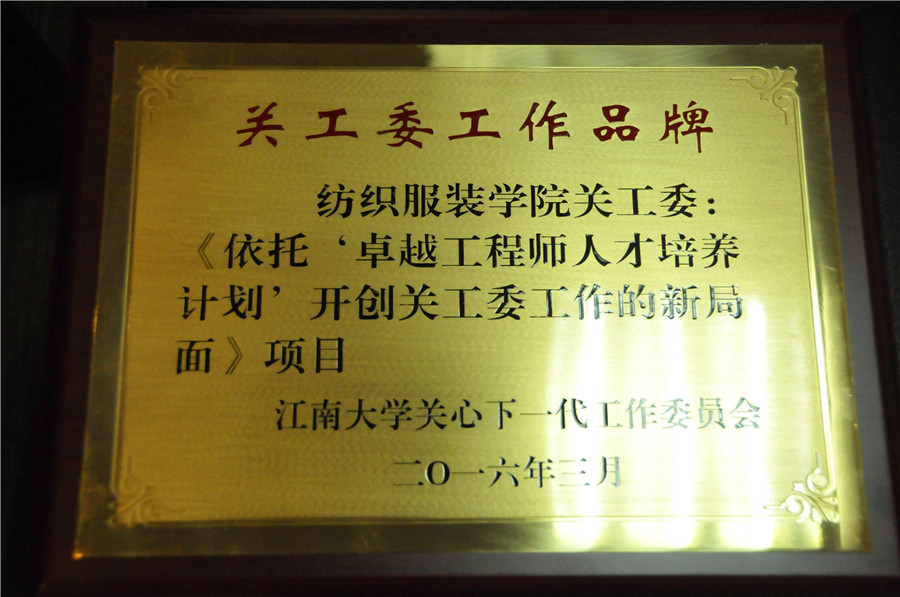 关工委工作品牌
纺织服装学院关工委：
《依托‘卓越工程师人才培养
计划’开创关工委工作的新局
面》项目
江南大学关心下一代工作委员会
二O一六年三月